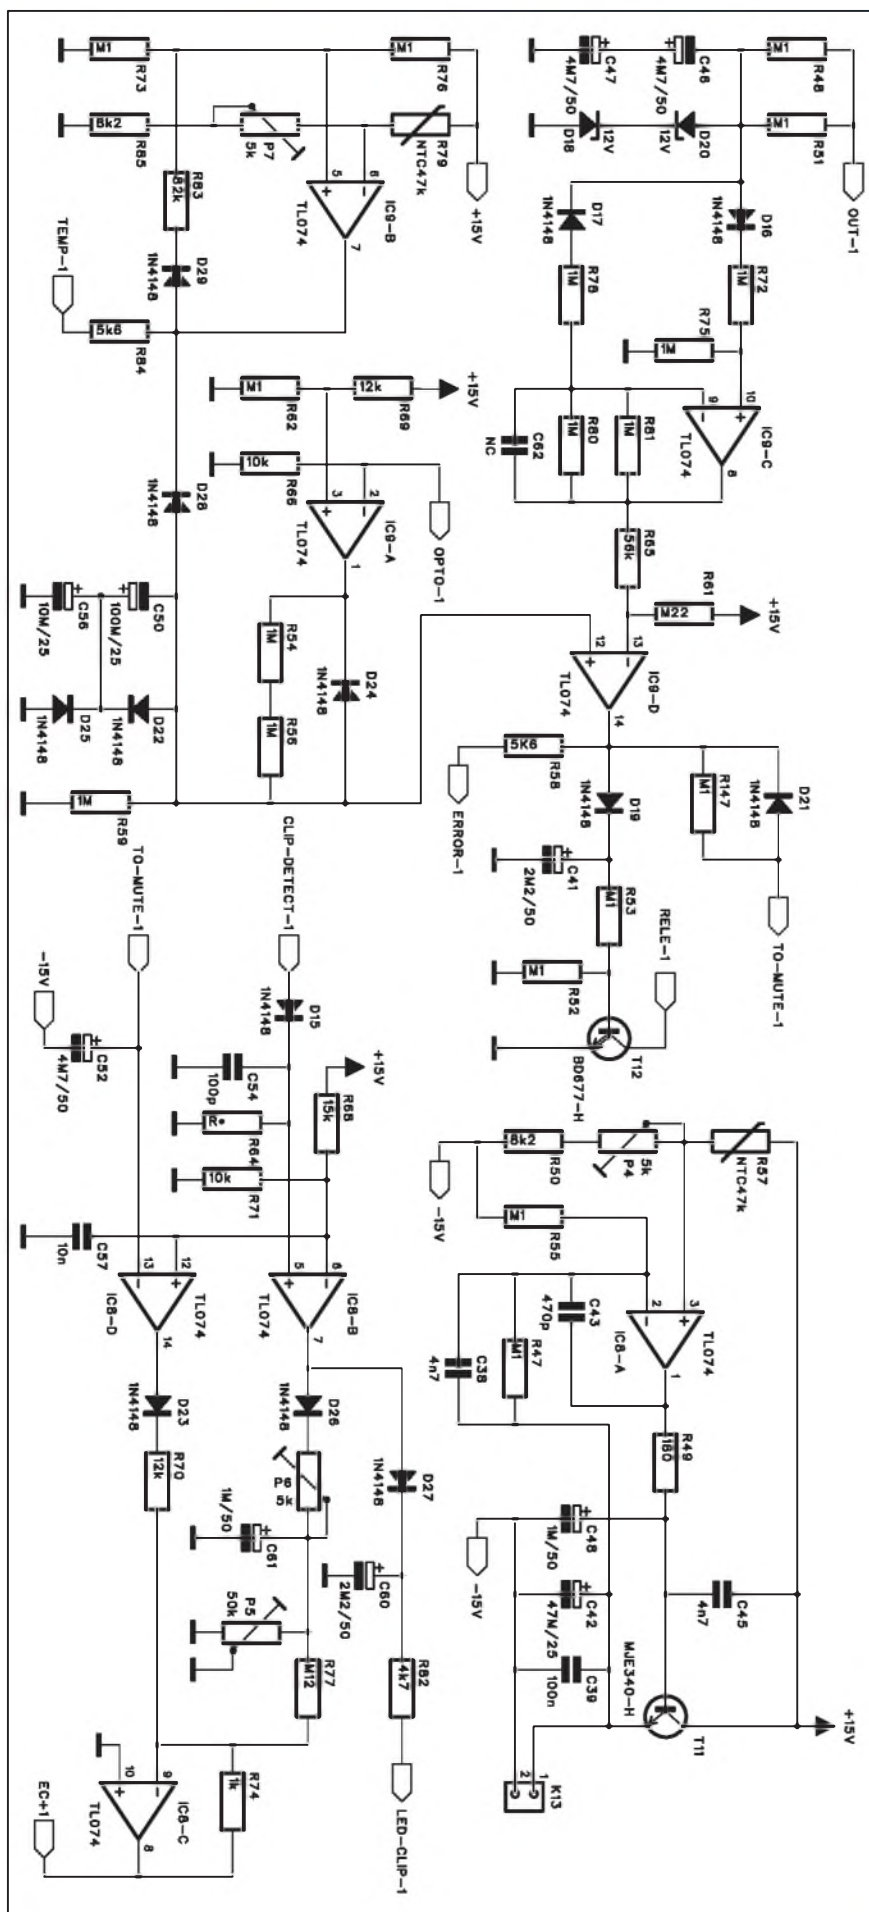 M1
R73
M1
R76
8k2
R85
P7
5k
R79
NTC47k
+15V
R83
82k
5
6
+
−
IC9-B
TL074
7
TEMP-1
D29
1N4148
5k6
R84
M1
R62
12k
R69
+15V
10k
R66
3
2
+
−
IC9-A
TL074
1
OPTO-1
D28
1N4148
C56
10M/25
C50
100M/25
D25
1N4148
D22
1N4148
R54
1M
R56
1M
D24
1N4148
1M
R59
C47
4M7/50
C46
4M7/50
M1
R48
D18
12V
D20
12V
M1
R51
OUT-1
D17
1N4148
D16
1N4148
R78
1M
R72
1M
R75
1M
C62
NC
R80
1M
R81
1M
9
10
−
+
IC9-C
TL074
8
R65
56k
R61
M22
+15V
12
13
+
−
IC9-D
TL074
14
5K6
R58
ERROR-1
D19
1N4148
R147
M1
D21
1N4148
TO-MUTE-1
C41
2M2/50
R53
M1
RELE-1
M1
R52
T12
BD677-H
TO-MUTE-1
CLIP-DETECT-1
-15V
C52
4M7/50
D15
1N4148
C54
100p
+15V
R68
15k
R*
R64
10k
R71
C57
10n
13
12
−
+
IC8-D
TL074
14
5
6
+
−
IC8-B
TL074
7
D23
1N4148
R70
12k
D26
1N4148
P6
5k
D27
1N4148
C61
1M/50
C60
2M2/50
P5
50k
R77
M12
R82
4k7
LED-CLIP-1
10
9
+
−
IC8-C
TL074
8
R74
1k
EC+1
-15V
8k2
R50
P4
5k
R57
NTC47k
M1
R55
2
3
−
+
IC8-A
TL074
1
C43
470p
R47
M1
C38
4n7
R49
180
-15V
C48
1M/50
C42
47M/25
C39
100n
C45
4n7
MJE340-H
T11
+15V
2
1
K13